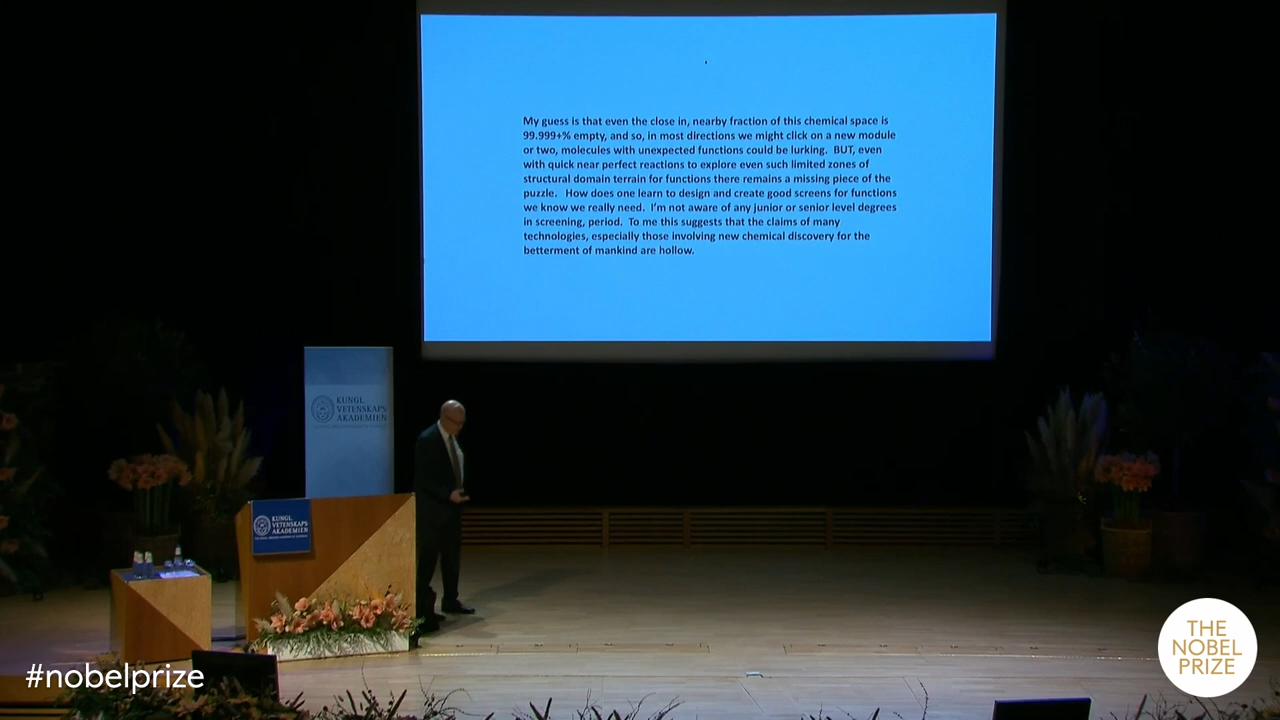 My guess is that even the close in, nearby fraction of this chemical space is
99.999+% empty, and so, in most directions we might click on a new module
or two, molecules with unexpected functions could be lurking.  BUT, even
with quick near perfect reactions to explore even such limited zones of
structural domain terrain for functions there remains a missing piece of the
puzzle.   How does one learn to design and create good screens for functions
we know we really need.  I'm not aware of any junior or senior level degrees
in screening, period.  To me this suggests that the claims of many
technologies, especially those involving new chemical discovery for the
betterment of mankind are hollow.
KUNGL.
VETENSKAPS
AKADEMIEN
KUNGL.
VETENSKAPS
AKADEMIEN
#nobelprize
THE
NOBEL
PRIZE